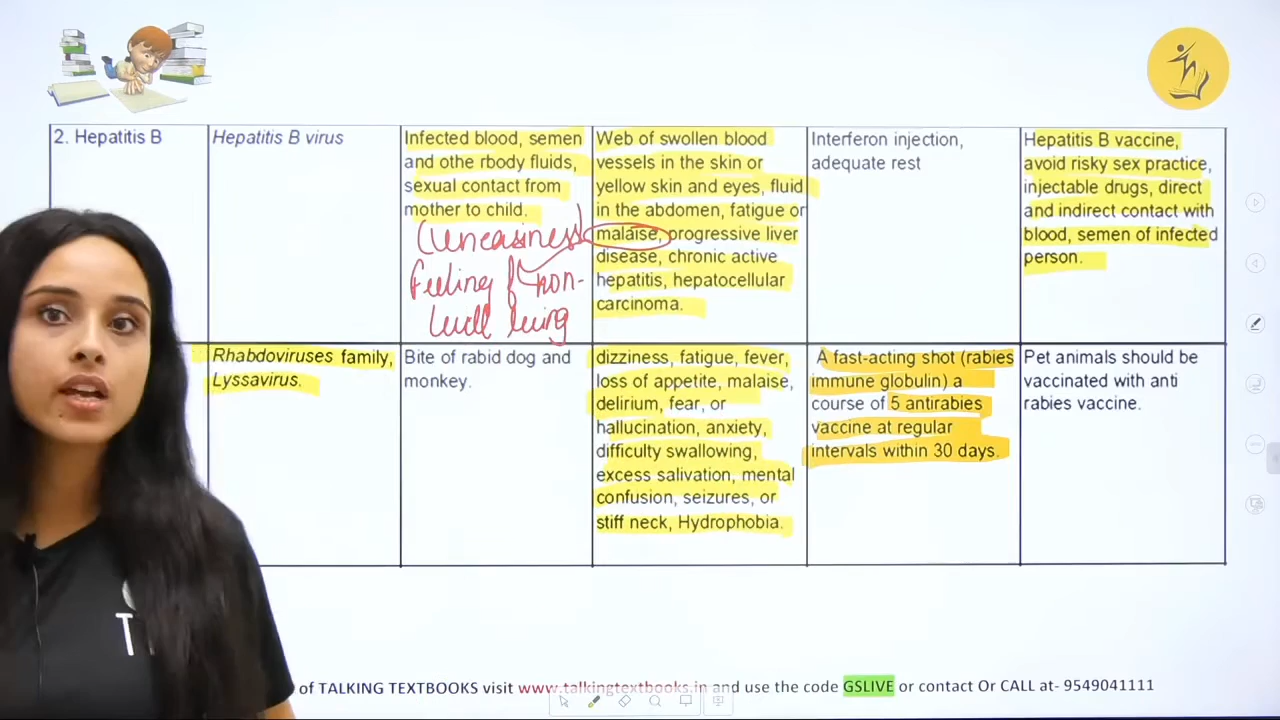 2. Hepatitis B
Hepatitis B virus
Infected blood, semen
and othe rbody fluids,
sexual contact from
mother to child.
(uneasiness)
feeling of non-
well being
Web of swollen blood
vessels in the skin or
yellow skin and eyes, fluid
in the abdomen, fatigue or
malaise, progressive liver
disease, chronic active
hepatitis, hepatocellular
carcinoma.
Interferon injection,
adequate rest
Hepatitis B vaccine,
avoid risky sex practice,
injectable drugs, direct
and indirect contact with
blood, semen of infected
person.
Rhabdoviruses family,
Lyssavirus.
Bite of rabid dog and
monkey.
dizziness, fatigue, fever,
loss of appetite, malaise,
delirium, fear, or
hallucination, anxiety,
difficulty swallowing,
excess salivation, mental
confusion, seizures, or
stiff neck, Hydrophobia.
A fast-acting shot (rabies
immune globulin) a
course of 5 antirabies
vaccine at regular
intervals within 30 days.
Pet animals should be
vaccinated with anti
rabies vaccine.
of TALKING TEXTBOOKS visit www.talkingtextbooks.in and use the code GSLIVE or contact Or CALL at- 9549041111